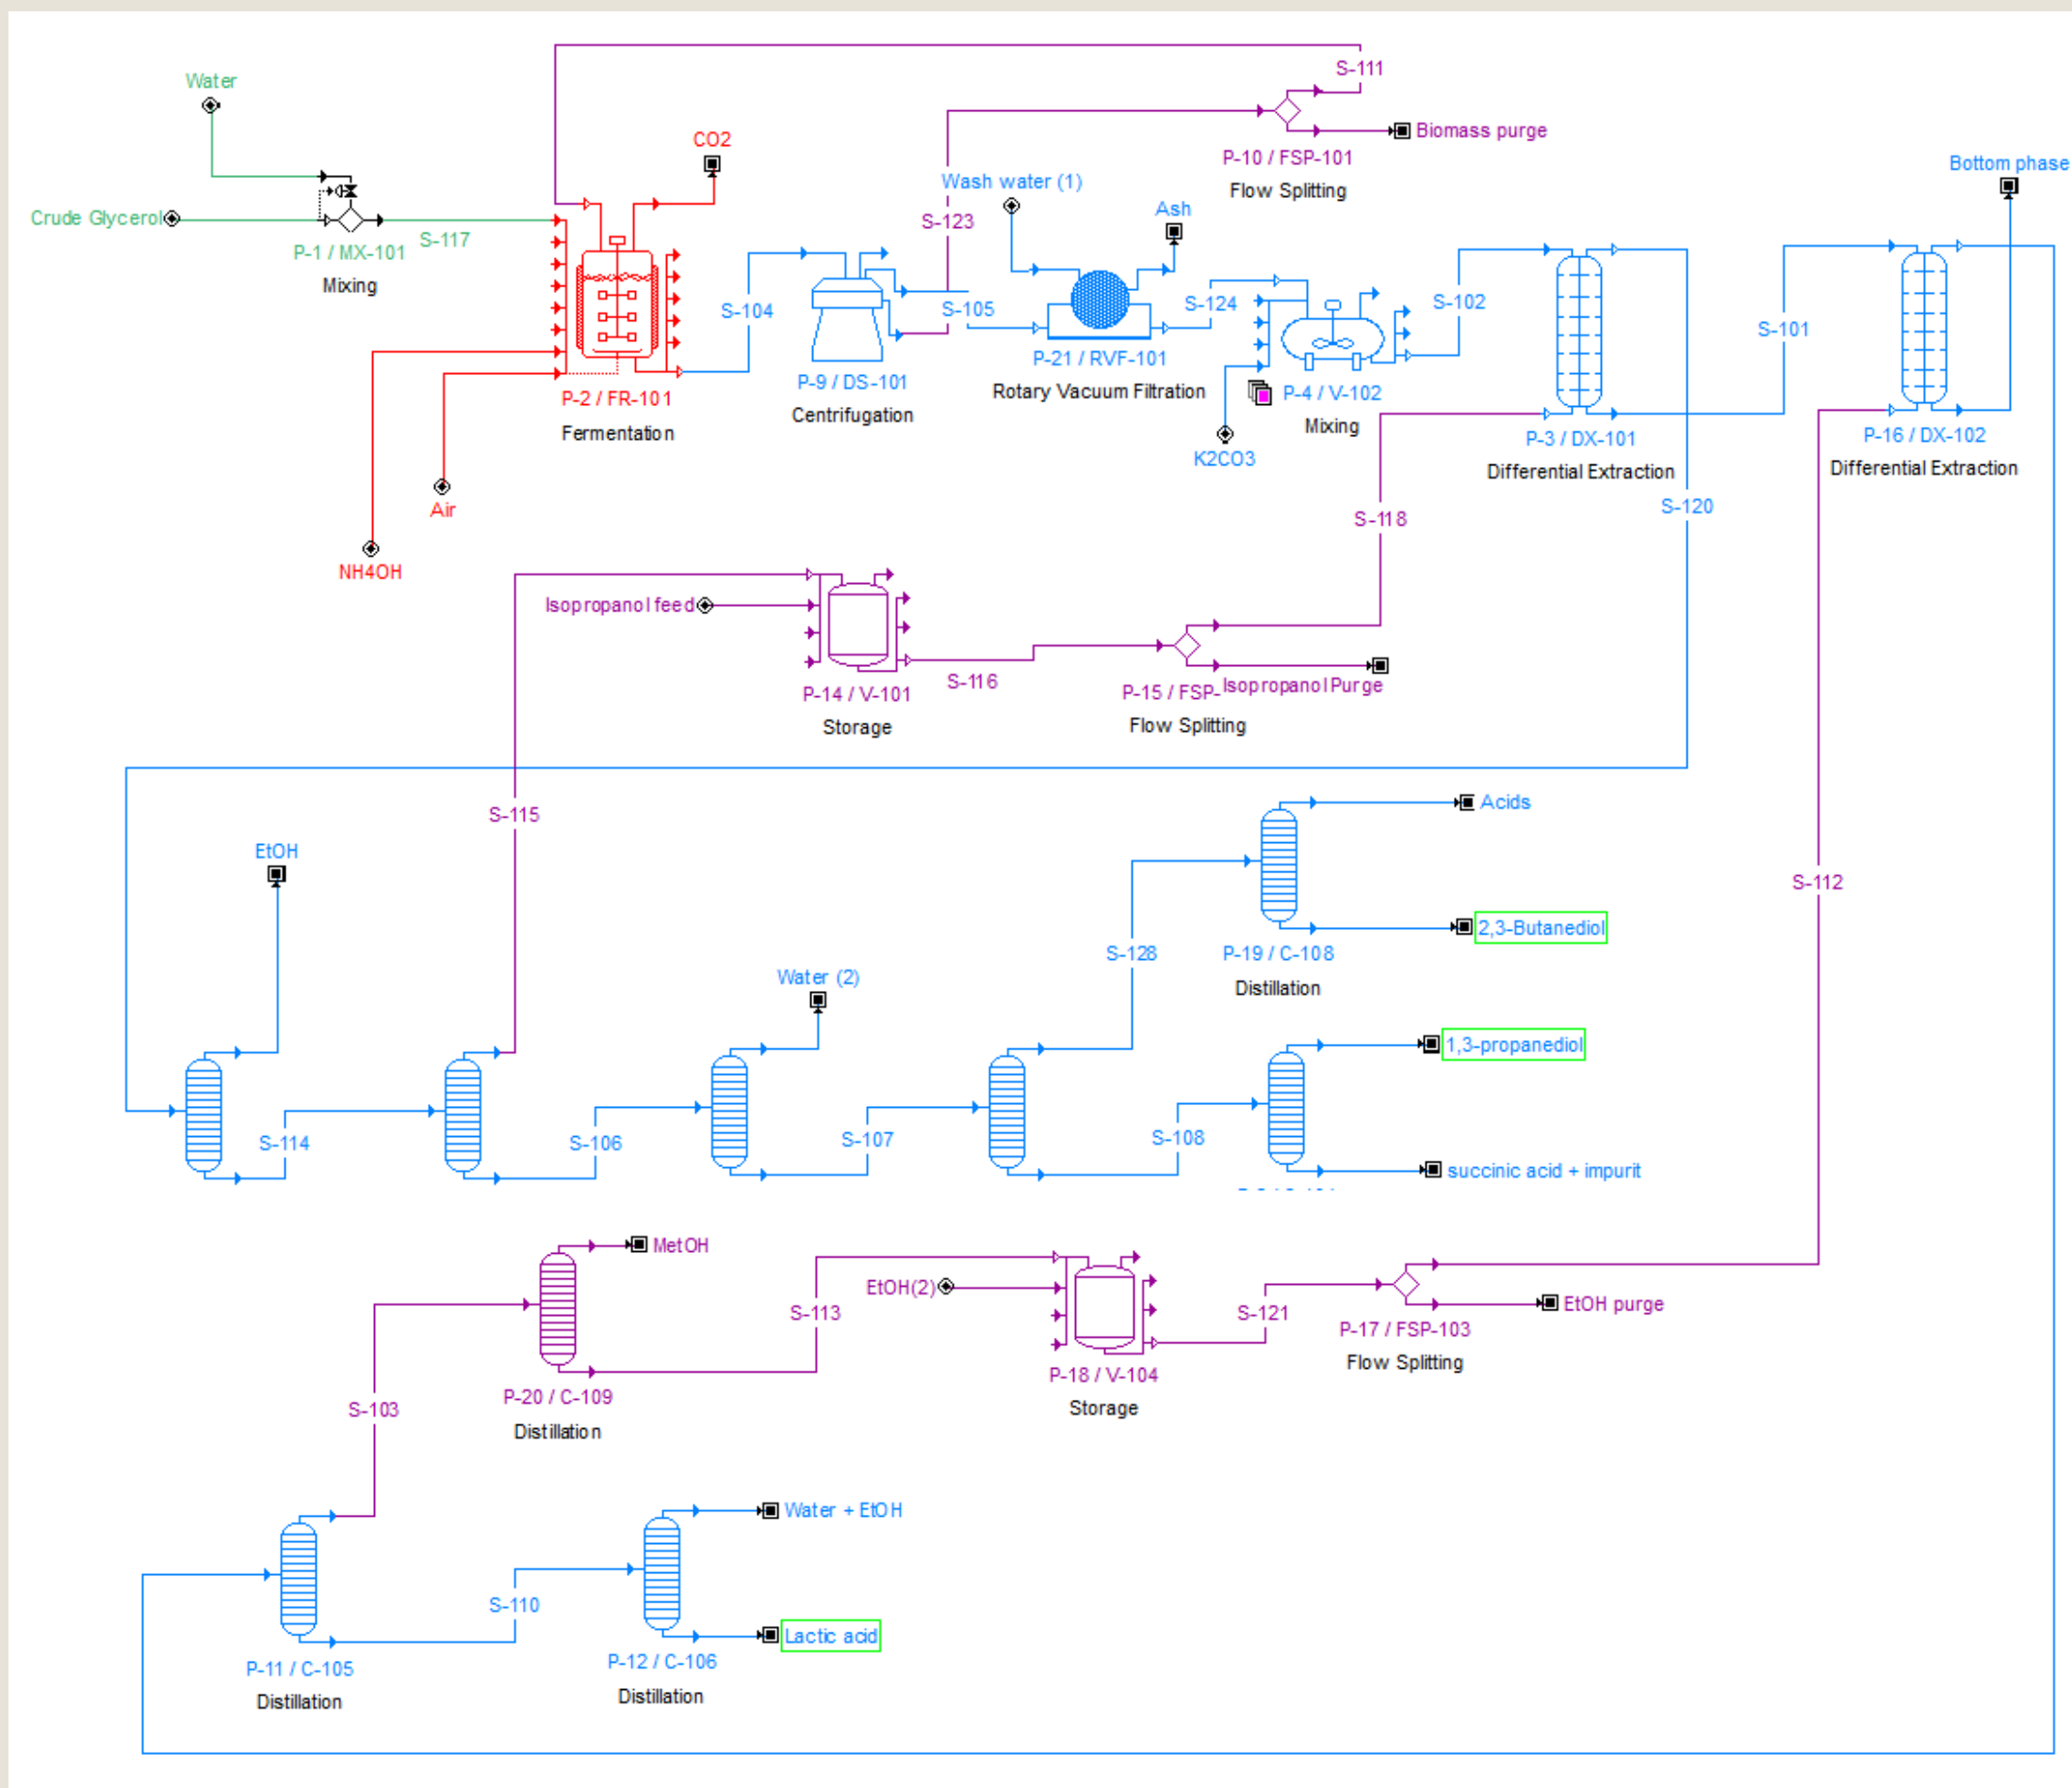 S-111
Water
Biomass purge
CO2
P-10 / FSP-101
Flow Splitting
Bottom phase
Wash water (1)
Ash
S-123
Crude Glycerol
S-117
P-1 / MX-101
Mixing
S-104
S-105
S-124
S-102
S-101
P-21 / RVF-101
Rotary Vacuum Filtration
P-9 / DS-101
Centrifugation
P-2 / FR-101
Fermentation
P-4 / V-102
Mixing
K2CO3
P-3 / DX-101
Differential Extraction
P-16 / DX-102
Differential Extraction
Air
S-118
S-120
NH4OH
Isopropanol feed
P-14 / V-101
Storage
S-116
P-15 / FSP-
Isopropanol Purge
Flow Splitting
S-115
Acids
EtOH
S-112
2,3-Butanediol
S-128
P-19 / C-108
Distillation
Water (2)
1,3-propanediol
S-114
S-106
S-107
S-108
succinic acid + impurit
MetOH
EtOH(2)
S-113
S-121
EtOH purge
P-17 / FSP-103
Flow Splitting
P-18 / V-104
Storage
P-20 / C-109
Distillation
S-103
Water + EtOH
S-110
Lactic acid
P-11 / C-105
Distillation
P-12 / C-106
Distillation